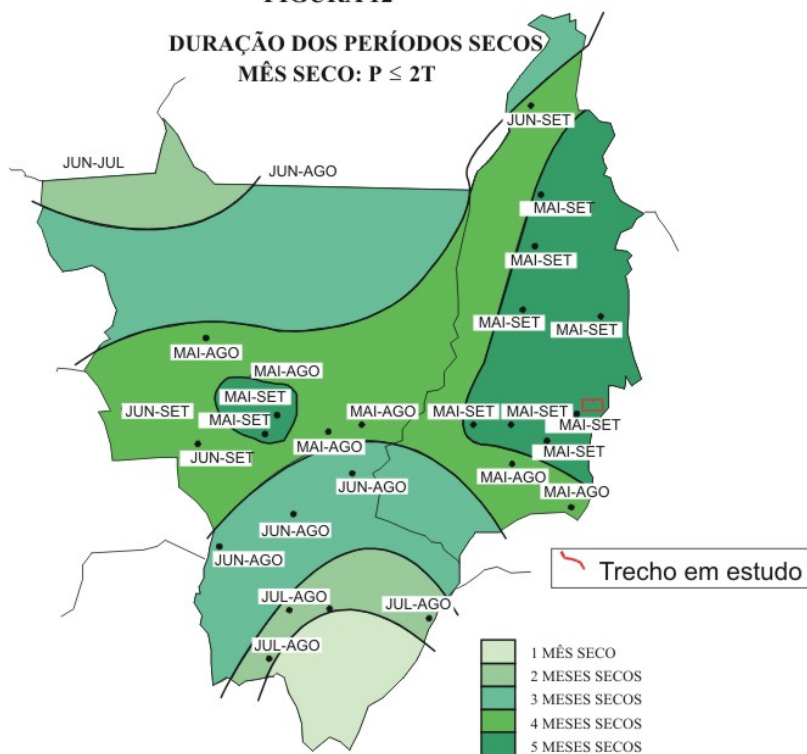 FIGURA 12
DURAÇÃO DOS PERÍODOS SECOS
MÊS SECO: P ≤ 2T
JUN-SET
JUN-JUL
JUN-AGO
MAI-SET
MAI-SET
MAI-SET
MAI-SET
MAI-AGO
MAI-AGO
MAI-SET
JUN-SET
MAI-SET
MAI-AGO
MAI-SET
MAI-SET
MAI-SET
JUN-SET
MAI-AGO
MAI-SET
MAI-AGO
JUN-AGO
MAI-AGO
JUN-AGO
JUN-AGO
Trecho em estudo
JUL-AGO
JUL-AGO
JUL-AGO
1 MÊS SECO
2 MESES SECOS
3 MESES SECOS
4 MESES SECOS
5 MESES SECOS